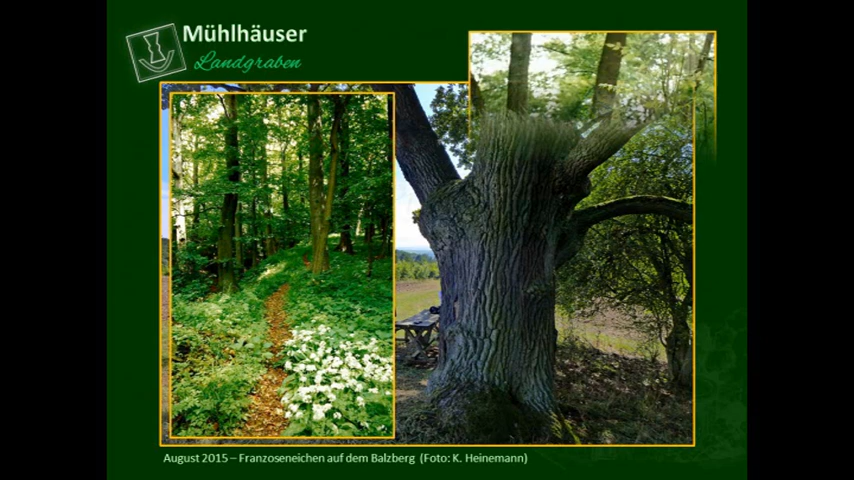 Mühlhäuser
Landgraben
August 2015 – Franzoseneichen auf dem Balzberg (Foto: K. Heinemann)